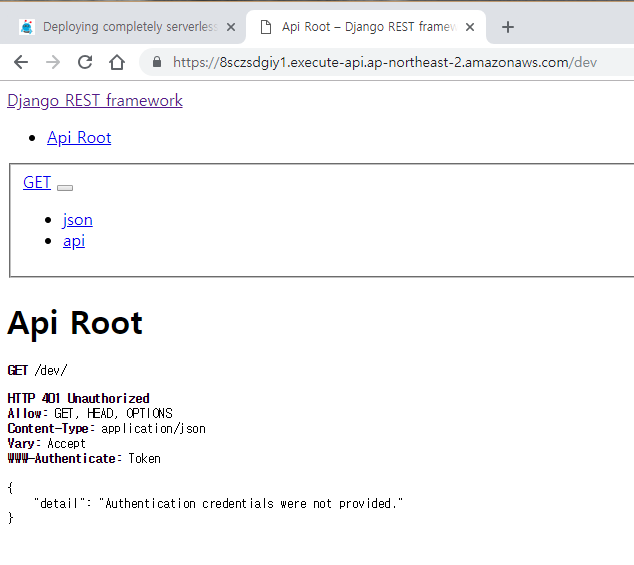 Deploying completely serverless
Api Root – Django REST framew
https://8sczsdgiy1.execute-api.ap-northeast-2.amazonaws.com/dev
Django REST framework
Api Root
GET
json
api
Api Root
GET /dev/
HTTP 401 Unauthorized
Allow: GET, HEAD, OPTIONS
Content-Type: application/json
Vary: Accept
WWW-Authenticate: Token
{
"detail": "Authentication credentials were not provided."
}